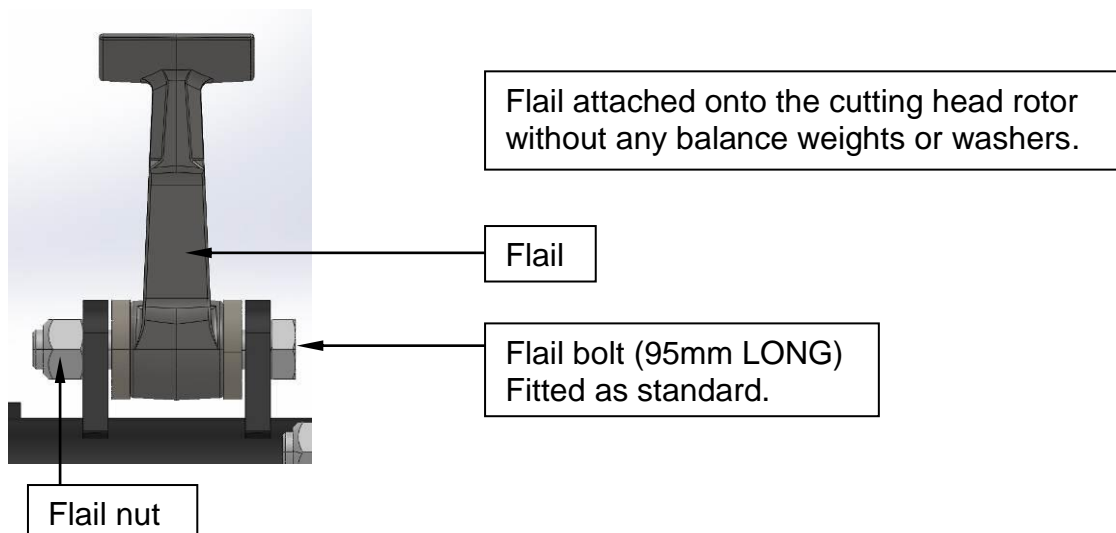 Flail attached onto the cutting head rotor
without any balance weights or washers.
Flail
Flail bolt (95mm LONG)
Fitted as standard.
Flail nut